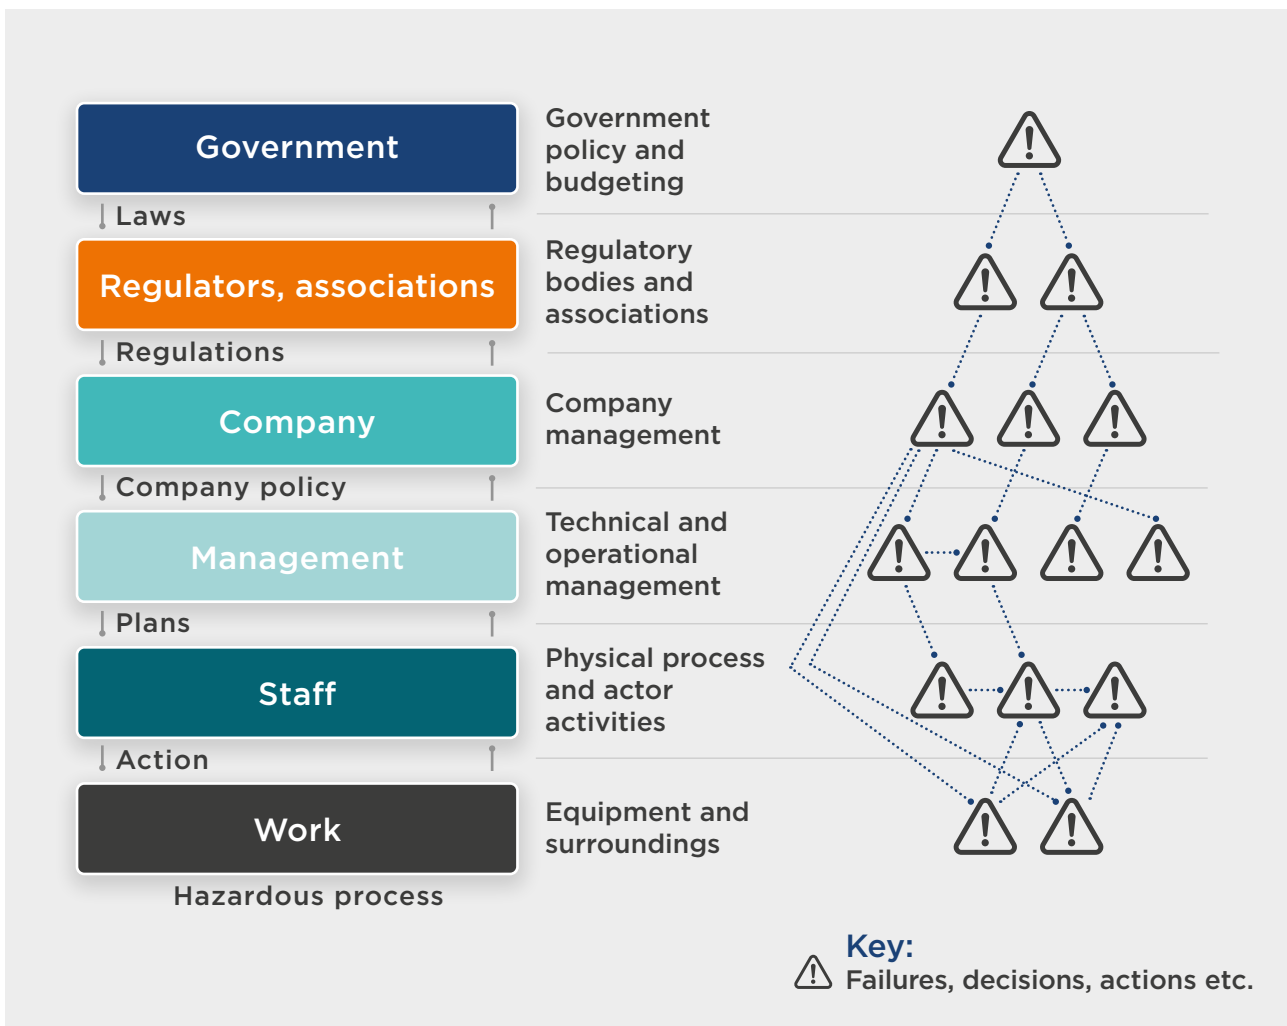 Government
Government
policy and
budgeting
Laws
Regulators, associations
Regulatory
bodies and
associations
Regulations
Company
Company
management
Company policy
Management
Technical and
operational
management
Plans
Staff
Physical process
and actor
activities
Action
Work
Equipment and
surroundings
Hazardous process
Key:
Failures, decisions, actions etc.